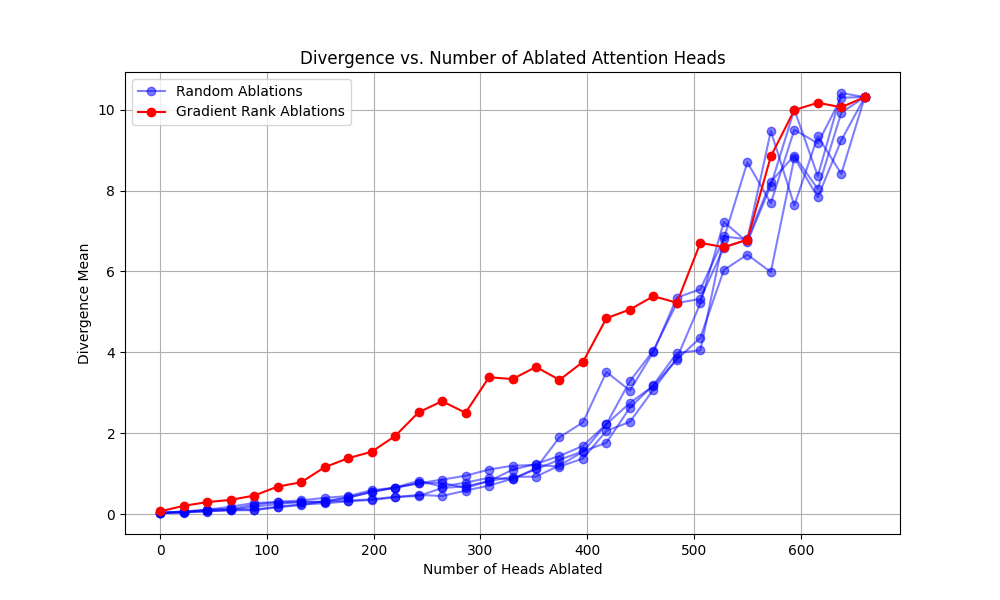 Divergence vs. Number of Ablated Attention Heads
Random Ablations
Gradient Rank Ablations
Divergence Mean
10
8
6
4
2
0
0 100 200 300 400 500 600
Number of Heads Ablated